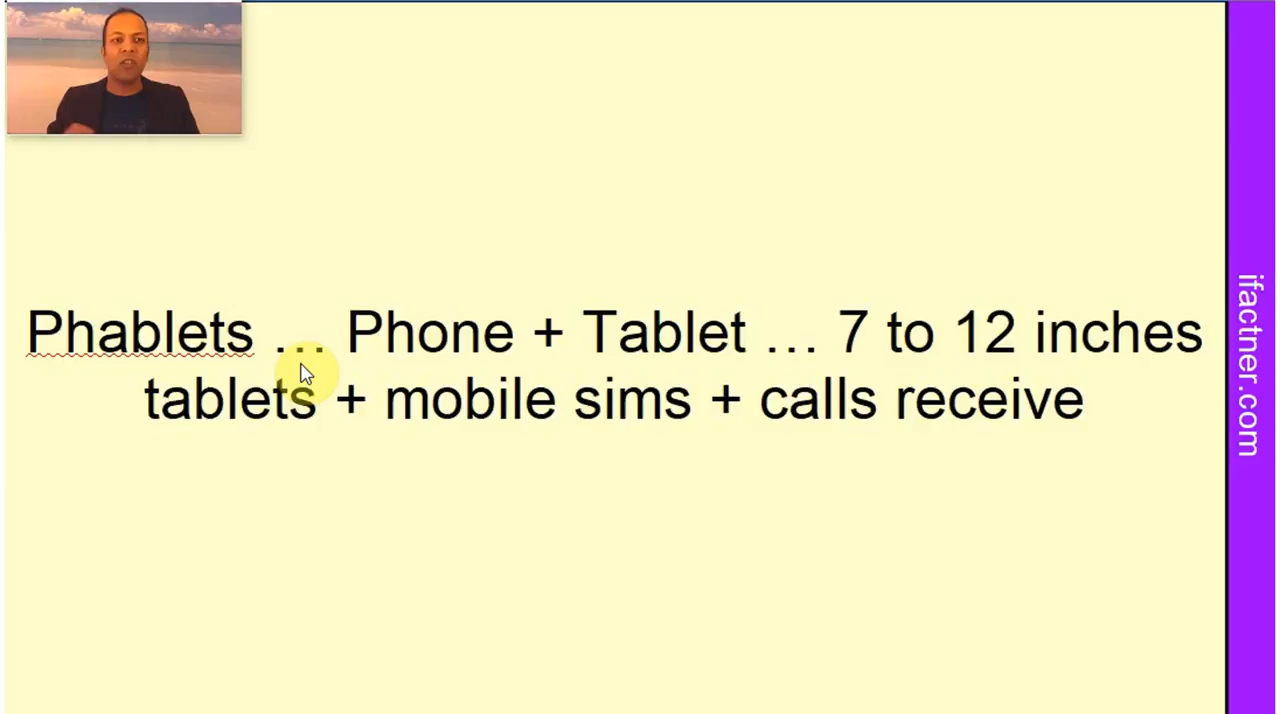 Phablets … Phone + Tablet … 7 to 12 inches
tablets + mobile sims + calls receive
ifactner.com